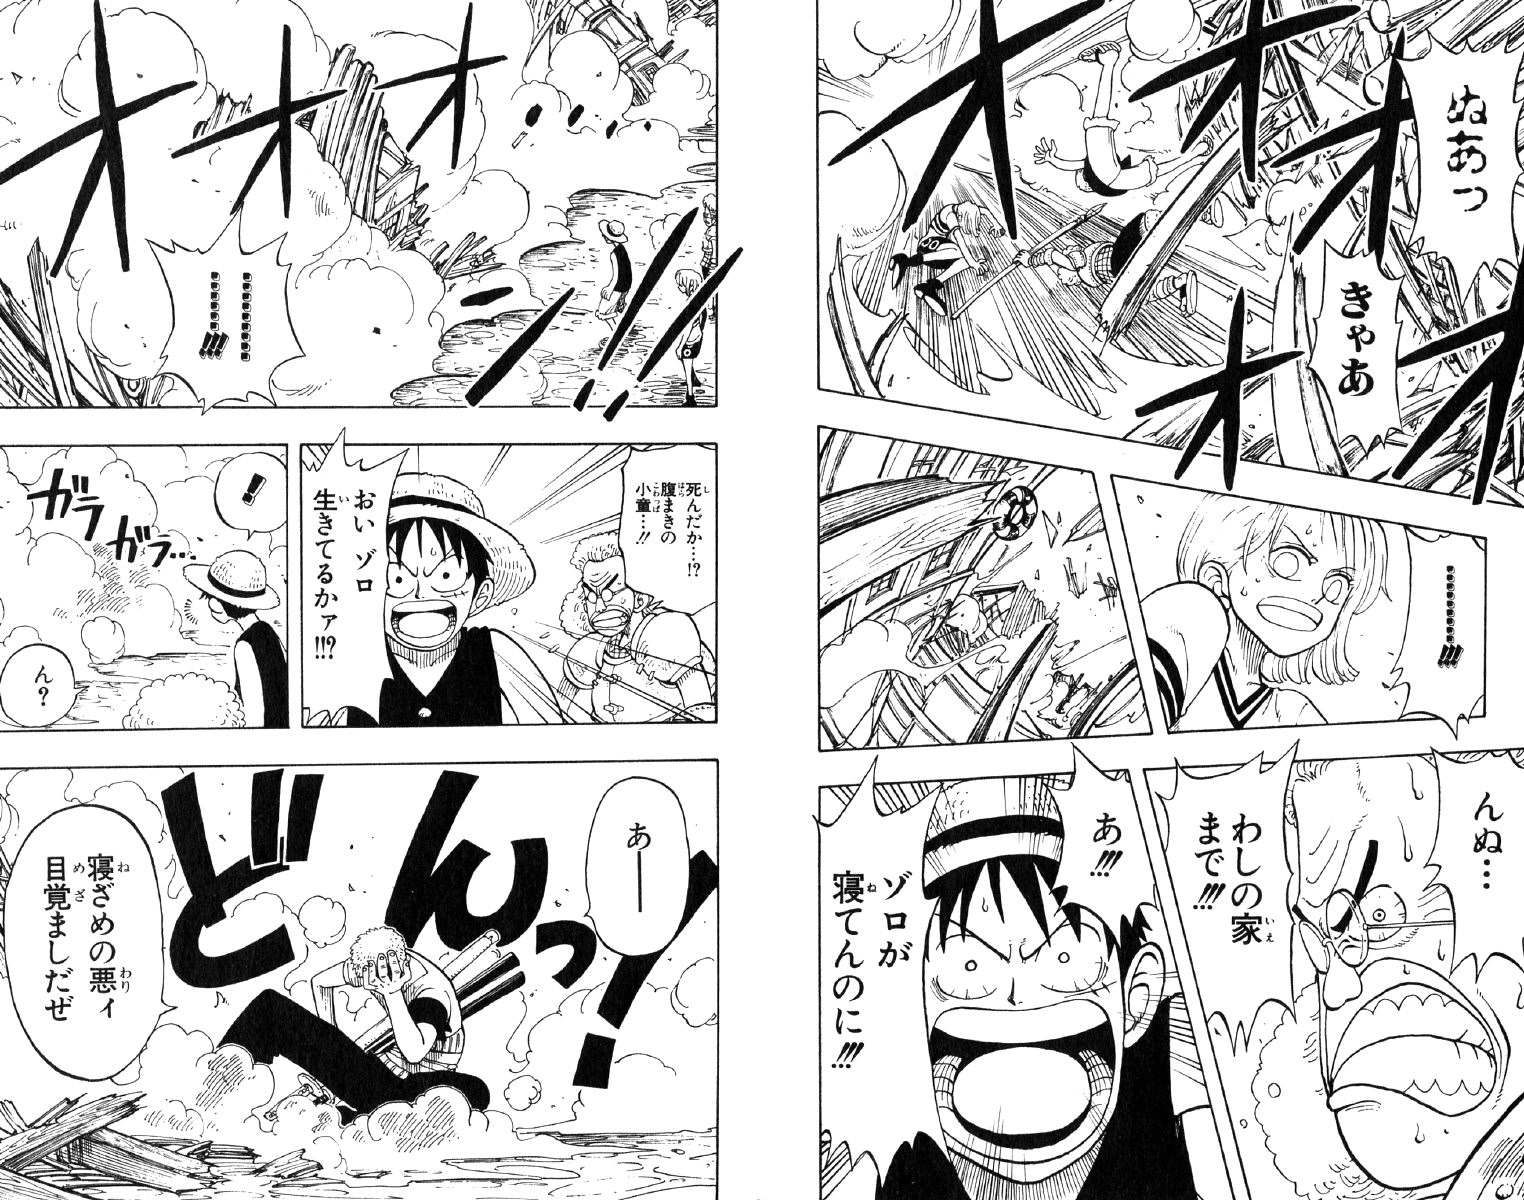 ぬあっ
きゃあ
オオオオオオ
………!!!
んぬ…
わしの家
まで!!!
あ!!!
ゾロが
寝てんのに!!!
オオオ…!!
………
………!!!
死んだか…!?
腹まきの
小童…!!
おい ゾロ
生きてるかァ!!!?
!
ガラ
ガラ…
ん?
あ——
どんっ!!
寝ざめの悪ィ
目覚ましだぜ